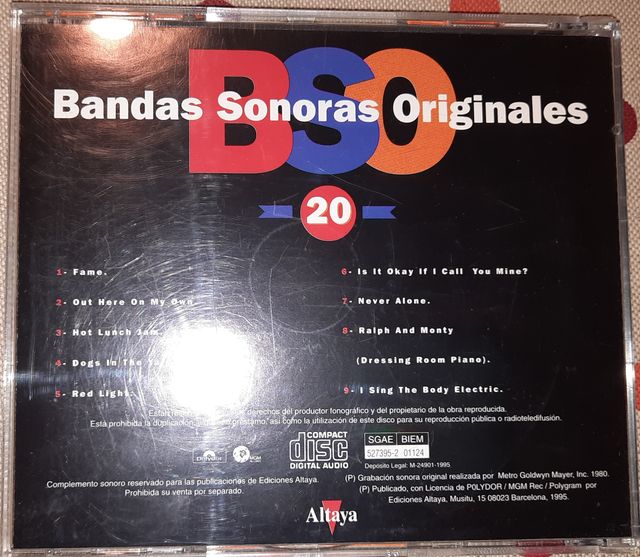 BSO
Bandas Sonoras Originales
20
1- Fame.
2- Out Here On My Own
3- Hot Lunch Jam.
4- Dogs In The
5- Red Light.
6- Is It Okay If I Call You Mine?
7- Never Alone.
8- Ralph And Monty
(Dressing Room Piano).
9- I Sing The Body Electric.
derechos del productor fonográfico y del propietario de la obra reproducida.
Está prohibida la duplicación, préstamo, así como la utilización de este disco para su reproducción pública o radioteledifusión.
Polydor
MGM
COMPACT
disc
DIGITAL AUDIO
SGAE BIEM
527395-2 01124
Depósito Legal: M-24901-1995
Complemento sonoro reservado para las publicaciones de Ediciones Altaya.
Prohibida su venta por separado.
(P) Grabación sonora original realizada por Metro Goldwyn Mayer, Inc. 1980.
(P) Publicado, con Licencia de POLYDOR / MGM Rec / Polygram por
Ediciones Altaya, Musitu, 15 08023 Barcelona, 1995.
Altaya